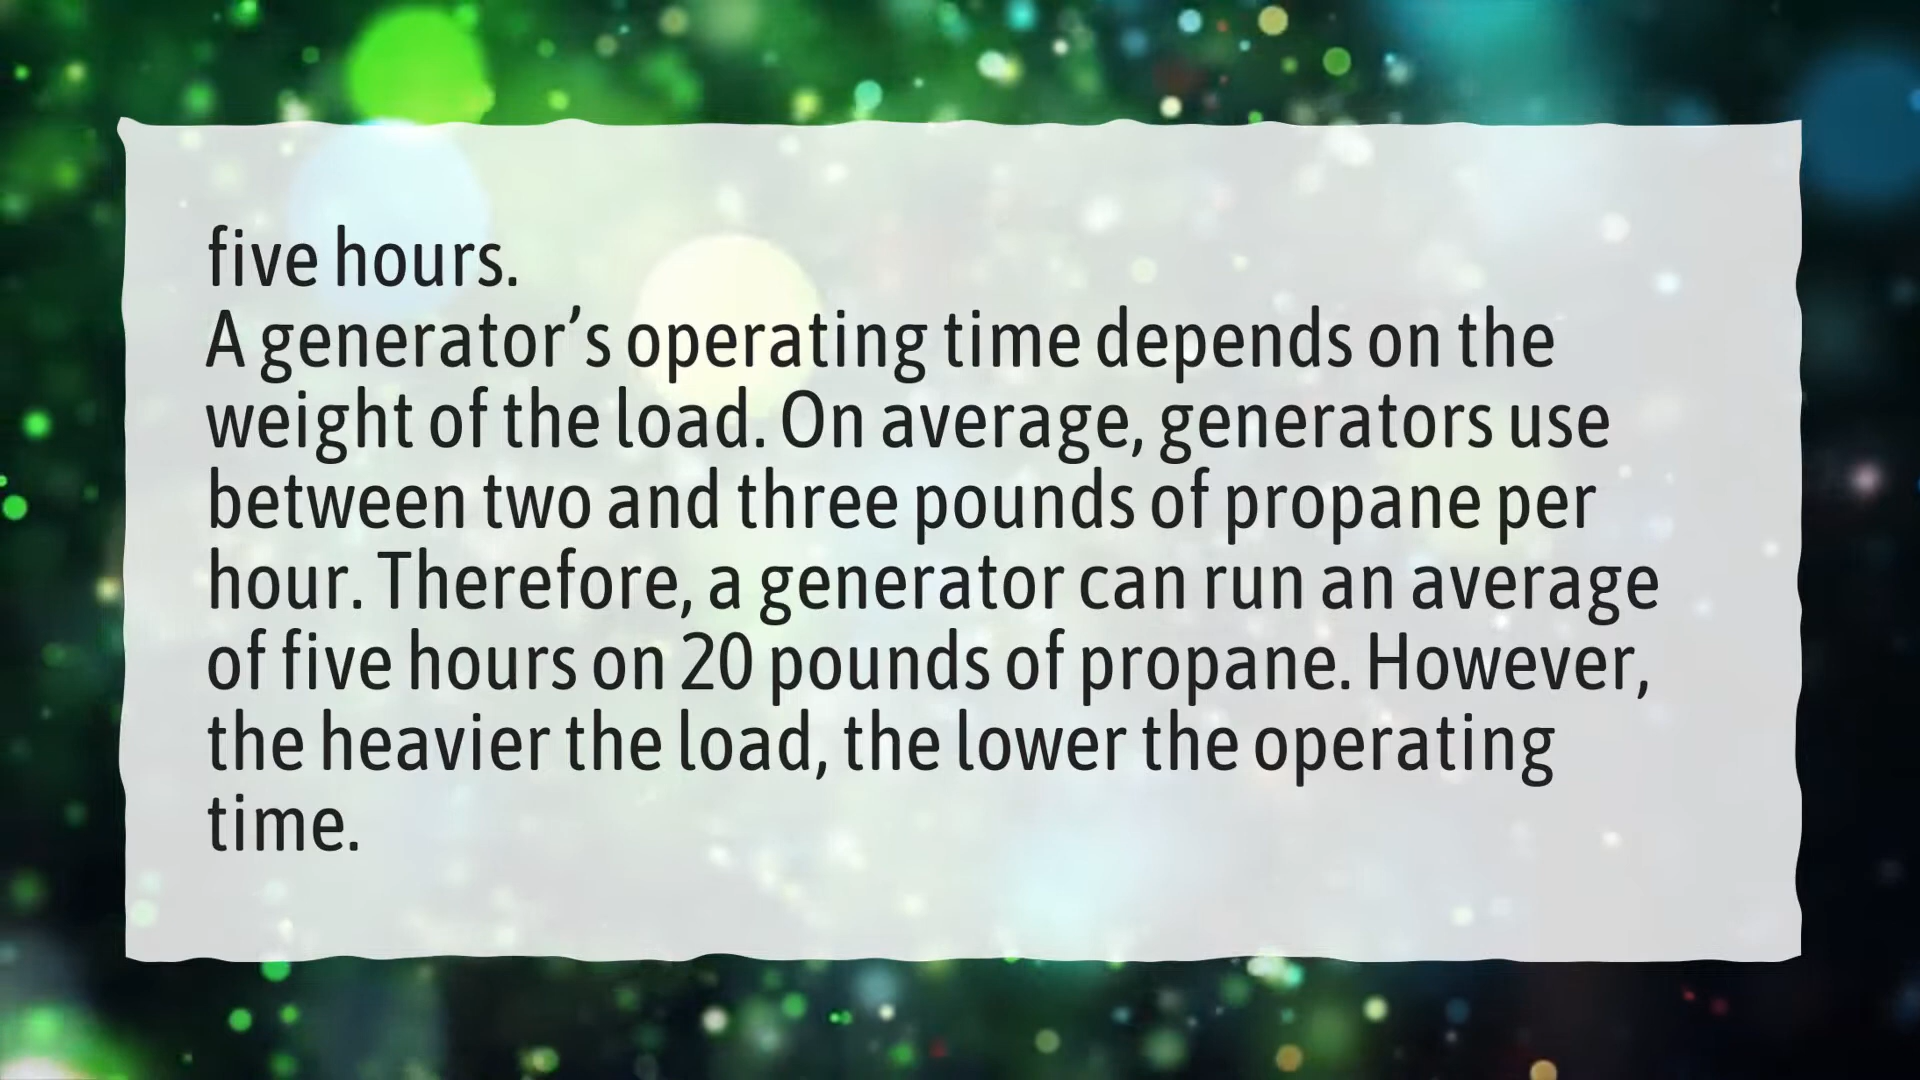 five hours.
A generator’s operating time depends on the
weight of the load. On average, generators use
between two and three pounds of propane per
hour. Therefore, a generator can run an average
of five hours on 20 pounds of propane. However,
the heavier the load, the lower the operating
time.